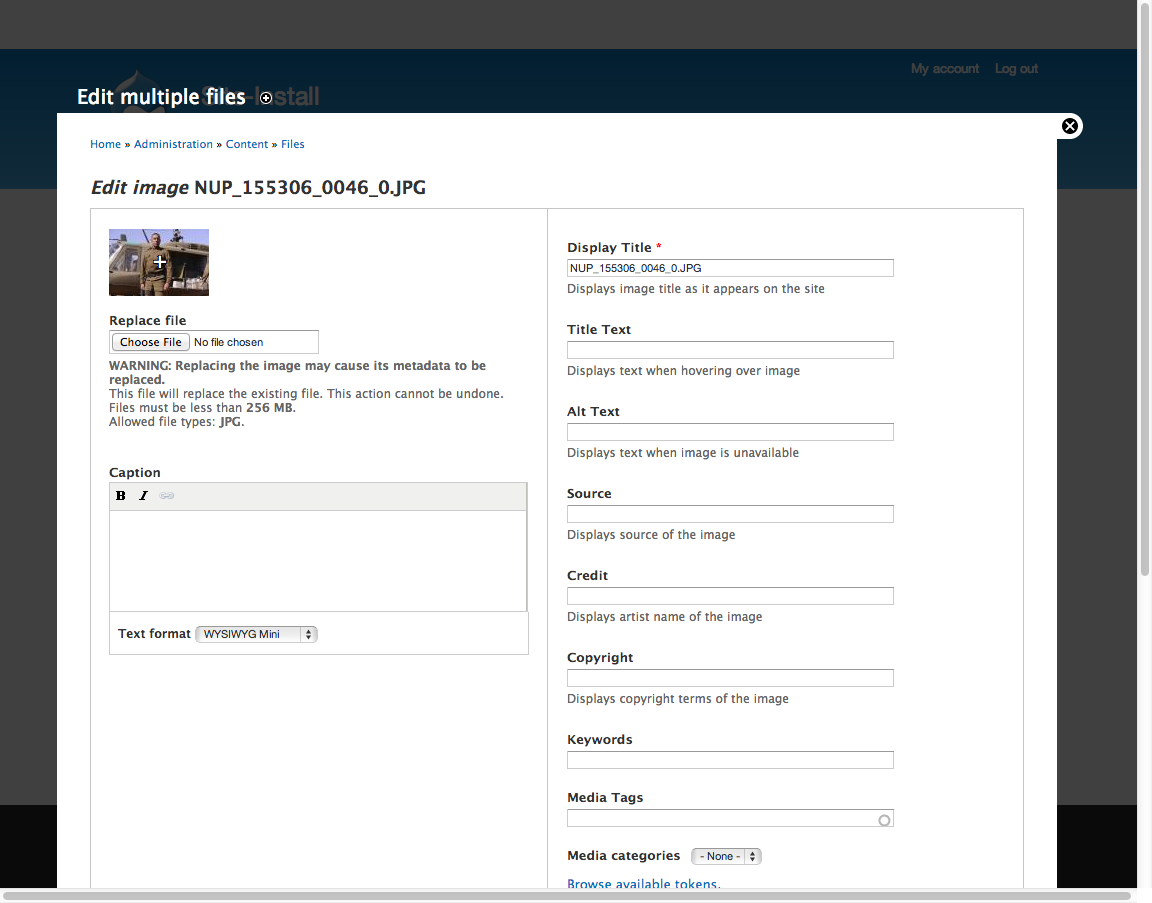 My account Log out
Edit multiple files
Site-Install
Home » Administration » Content » Files
Edit image NUP_155306_0046_0.JPG
Replace file
Choose File No file chosen
WARNING: Replacing the image may cause its metadata to be
replaced.
This file will replace the existing file. This action cannot be undone.
Files must be less than 256 MB.
Allowed file types: JPG.
Caption
B I
Text format WYSIWYG Mini
Display Title *
NUP_155306_0046_0.JPG
Displays image title as it appears on the site
Title Text
Displays text when hovering over image
Alt Text
Displays text when image is unavailable
Source
Displays source of the image
Credit
Displays artist name of the image
Copyright
Displays copyright terms of the image
Keywords
Media Tags
Media categories - None -
Browse available tokens.